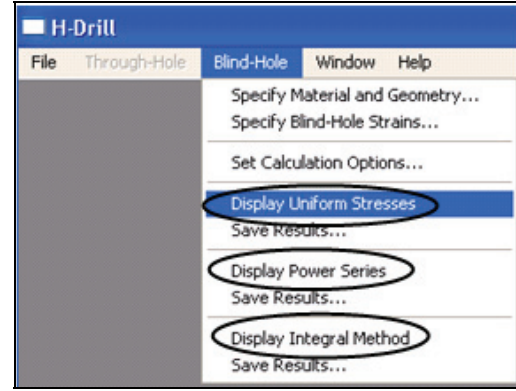 H-Drill
File Through-Hole Blind-Hole Window Help
Specify Material and Geometry...
Specify Blind-Hole Strains...
Set Calculation Options...
Display Uniform Stresses
Save Results...
Display Power Series
Save Results...
Display Integral Method
Save Results...